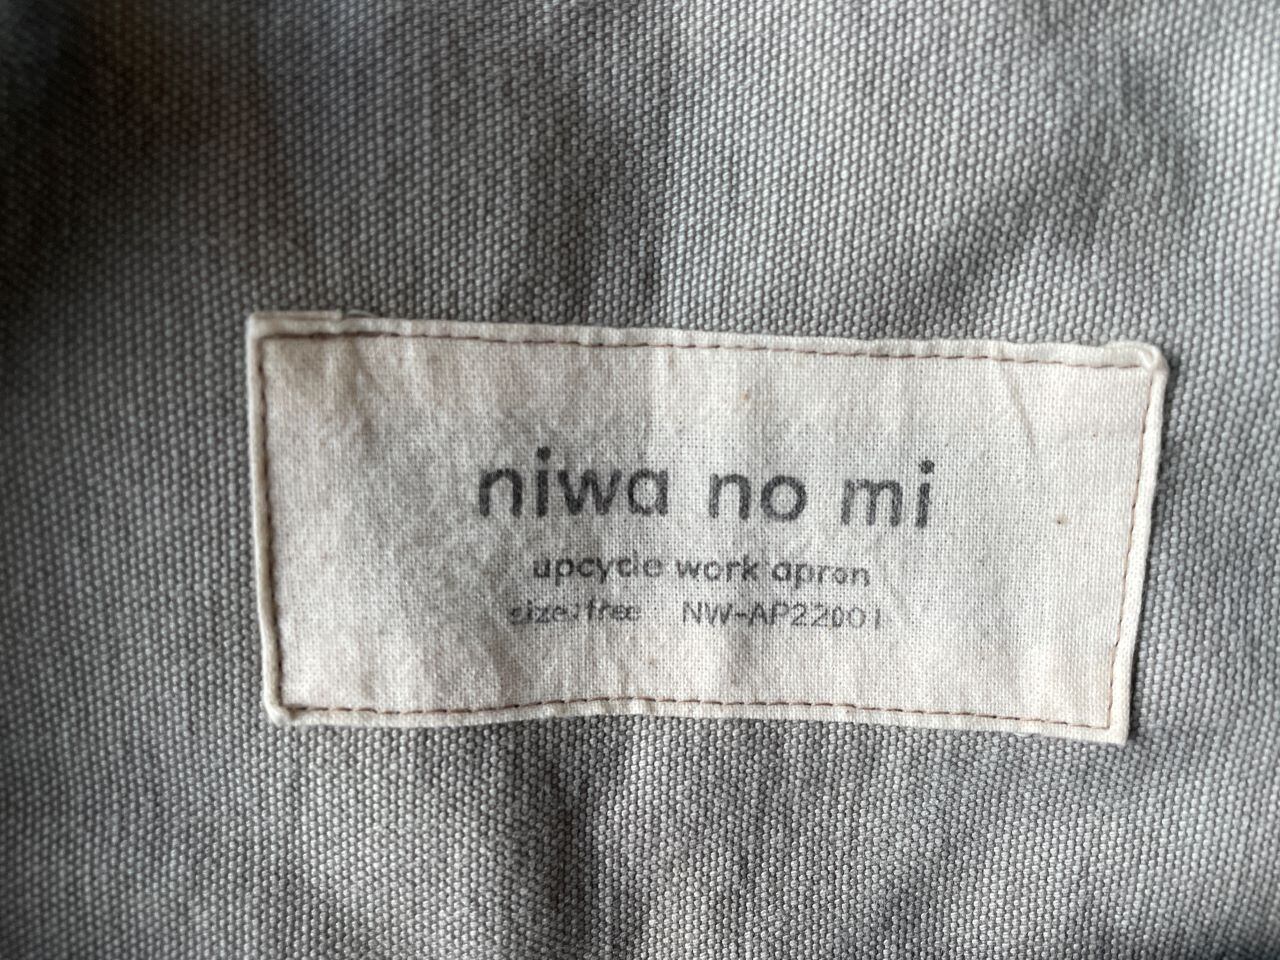 niwa no mi
upcycle work apron
size:free NW-AP22001